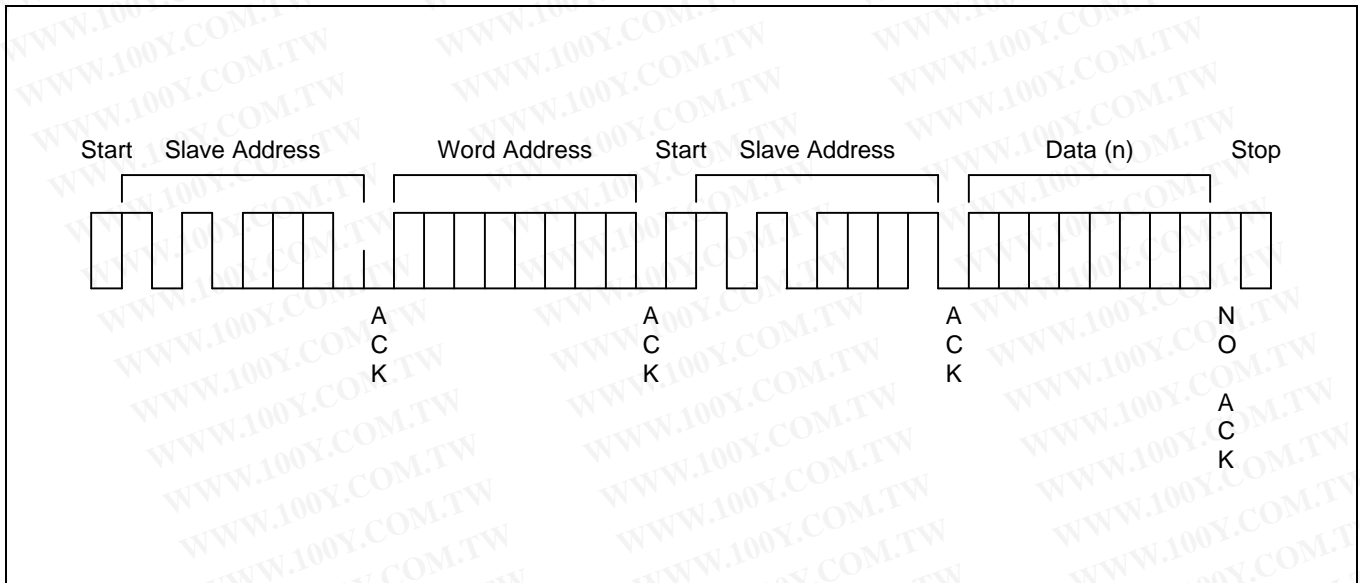 Start Slave Address Word Address Start Slave Address Data (n) Stop
A A A N
C C C O
K K K
A
C
K
WWW.100Y.COM.TW